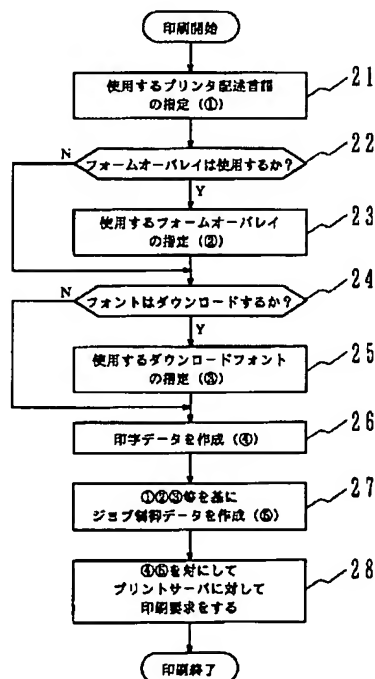 印刷開始
使用するプリンタ記述言語
の指定(①)
21
フォームオーバレイは使用するか?
22
N
Y
使用するフォームオーバレイ
の指定(②)
23
フォントはダウンロードするか?
24
N
Y
使用するダウンロードフォント
の指定(③)
25
印字データを作成(④)
26
①②③等を基に
ジョブ制御データを作成(⑤)
27
④⑤を対にして
プリントサーバに対して
印刷要求をする
28
印刷終了